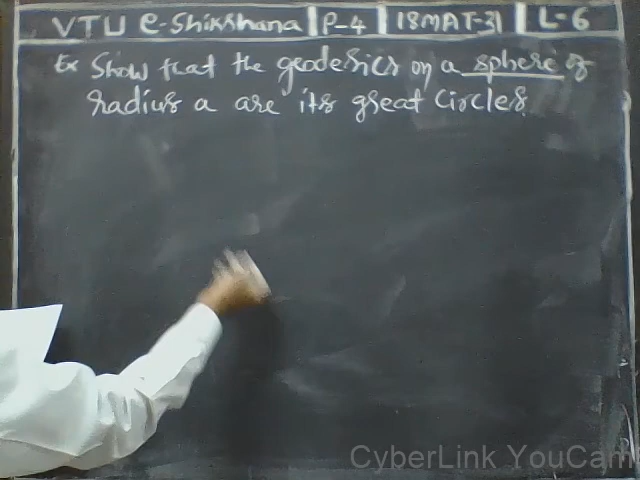 VTU e-Shikshana | P-4 | 18MAT-31 | L-6
Ex Show that the geodesics on a sphere of
radius a are its great Circles.
CyberLink YouCam